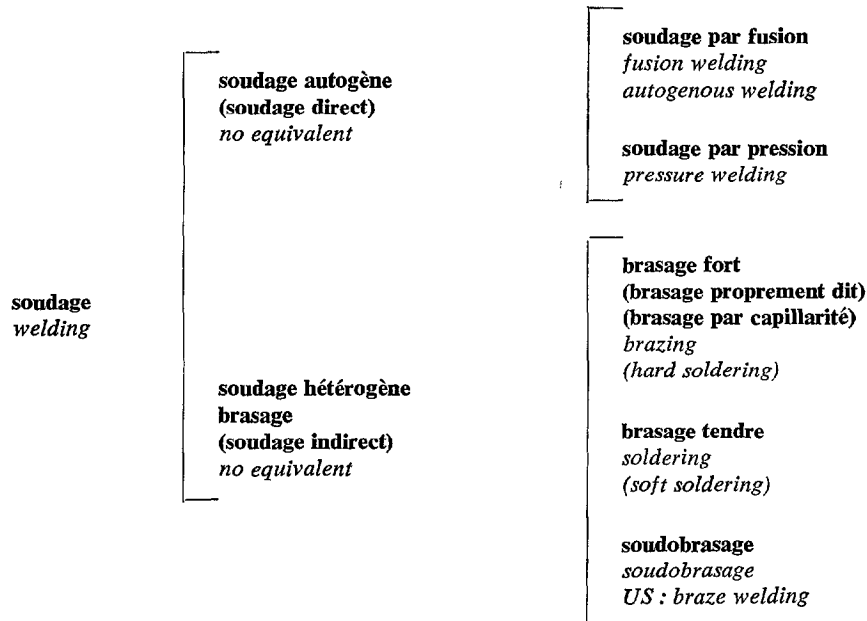 soudage
welding
soudage autogène
(soudage direct)
no equivalent
soudage par fusion
fusion welding
autogenous welding
soudage par pression
pressure welding
soudage hétérogène
brasage
(soudage indirect)
no equivalent
brasage fort
(brasage proprement dit)
(brasage par capillarité)
brazing
(hard soldering)
brasage tendre
soldering
(soft soldering)
soudobrasage
soudobrasage
US : braze welding